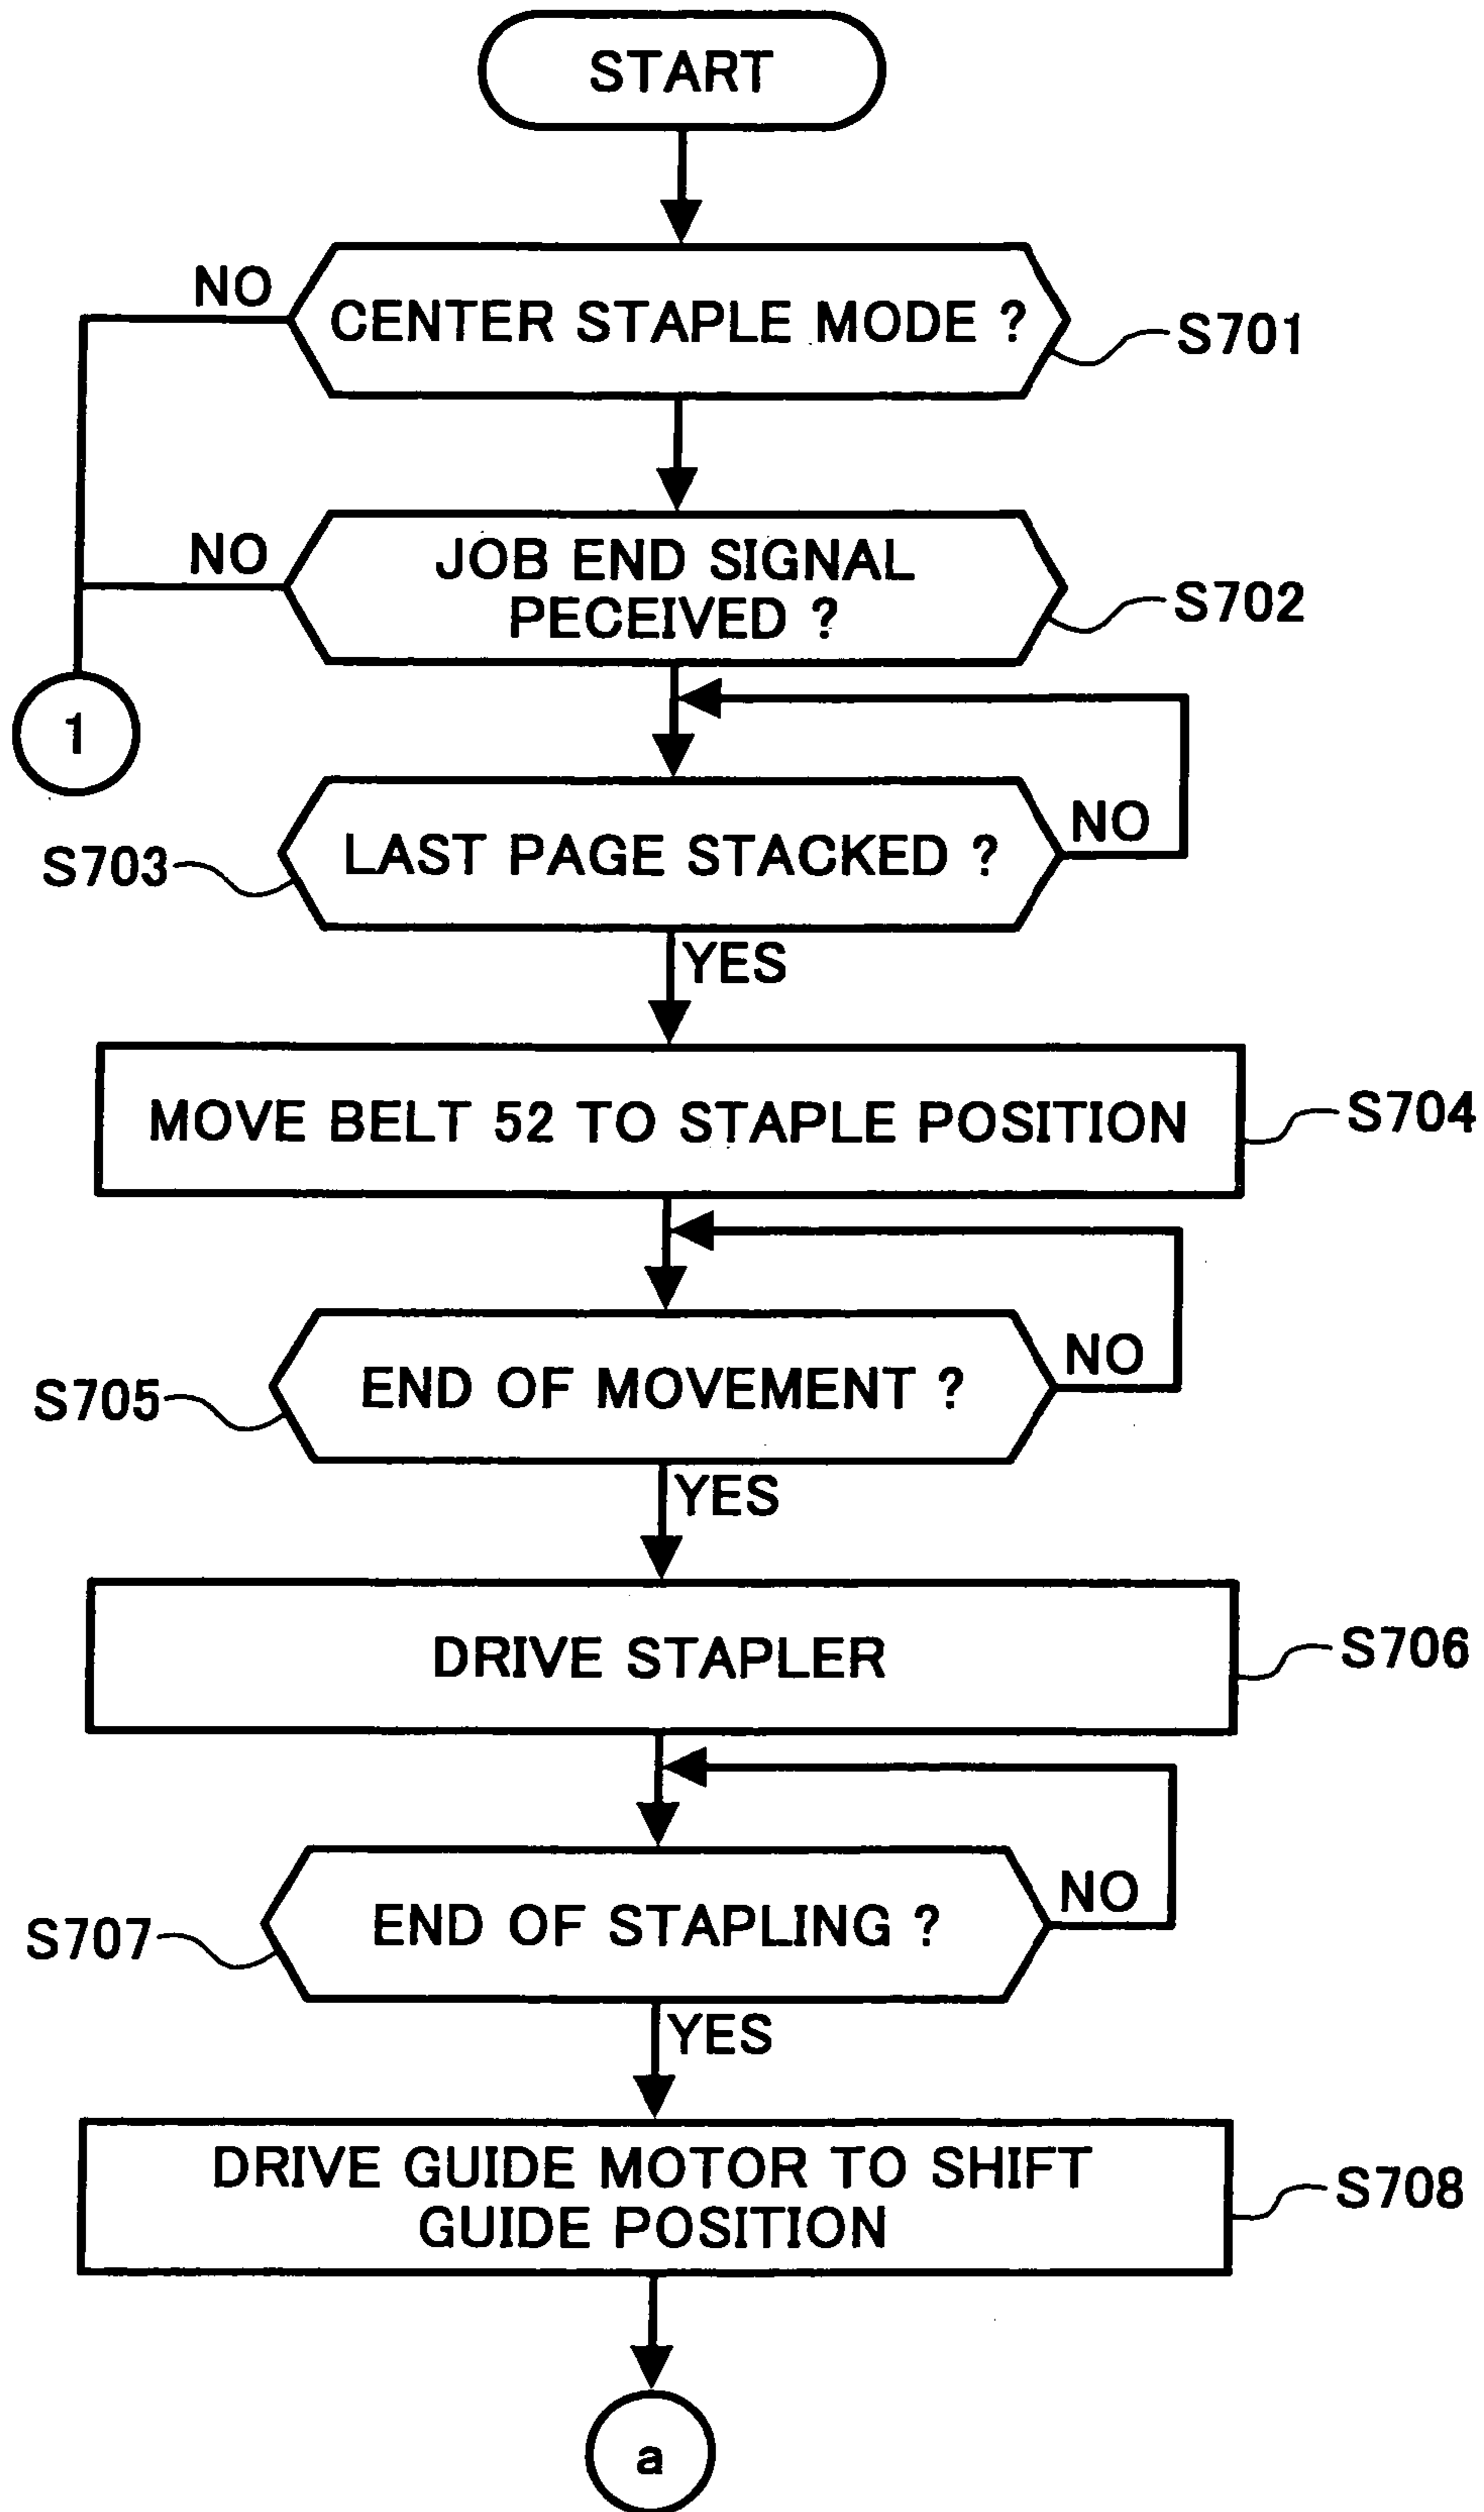 START
NO
CENTER STAPLE MODE ?
S701
NO
JOB END SIGNAL
PECEIVED ?
S702
1
LAST PAGE STACKED ?
NO
S703
YES
MOVE BELT 52 TO STAPLE POSITION
S704
END OF MOVEMENT ?
NO
S705
YES
DRIVE STAPLER
S706
END OF STAPLING ?
NO
S707
YES
DRIVE GUIDE MOTOR TO SHIFT
GUIDE POSITION
S708
a